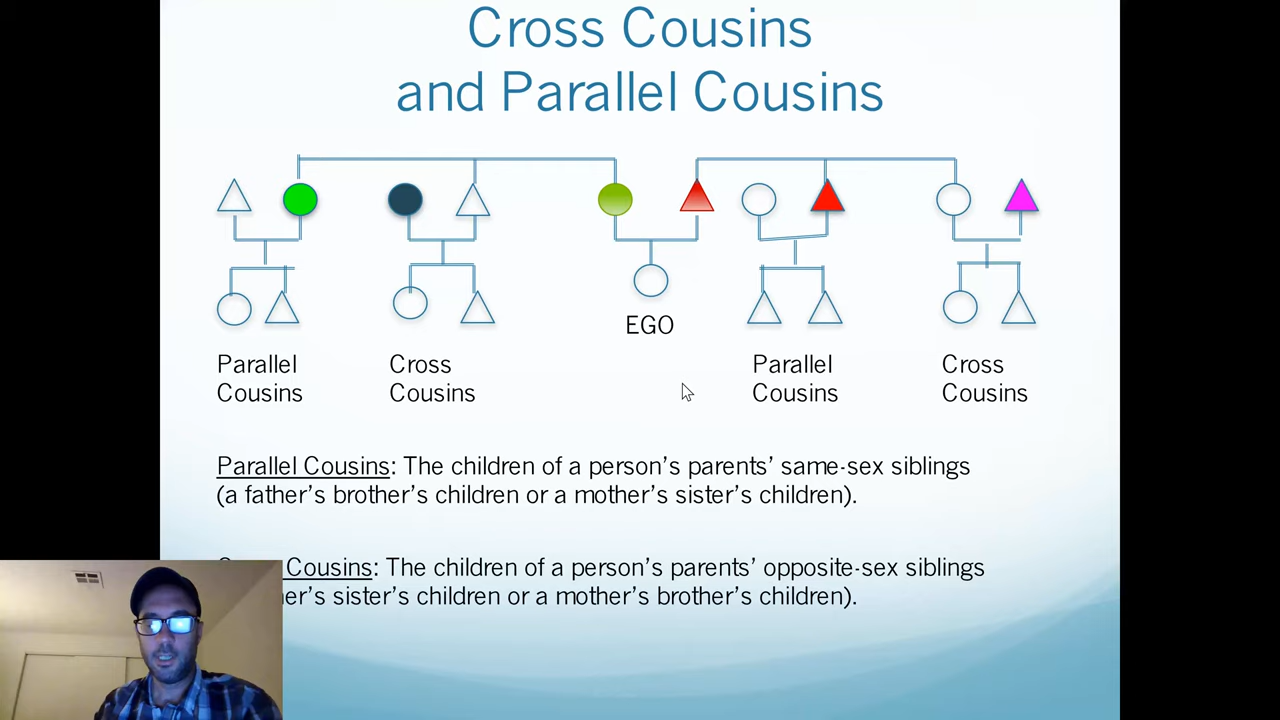 Cross Cousins
and Parallel Cousins
EGO
Parallel
Cousins
Cross
Cousins
Parallel
Cousins
Cross
Cousins
Parallel Cousins: The children of a person's parents' same-sex siblings
(a father's brother's children or a mother's sister's children).
Cousins: The children of a person's parents' opposite-sex siblings
sister's children or a mother's brother's children).